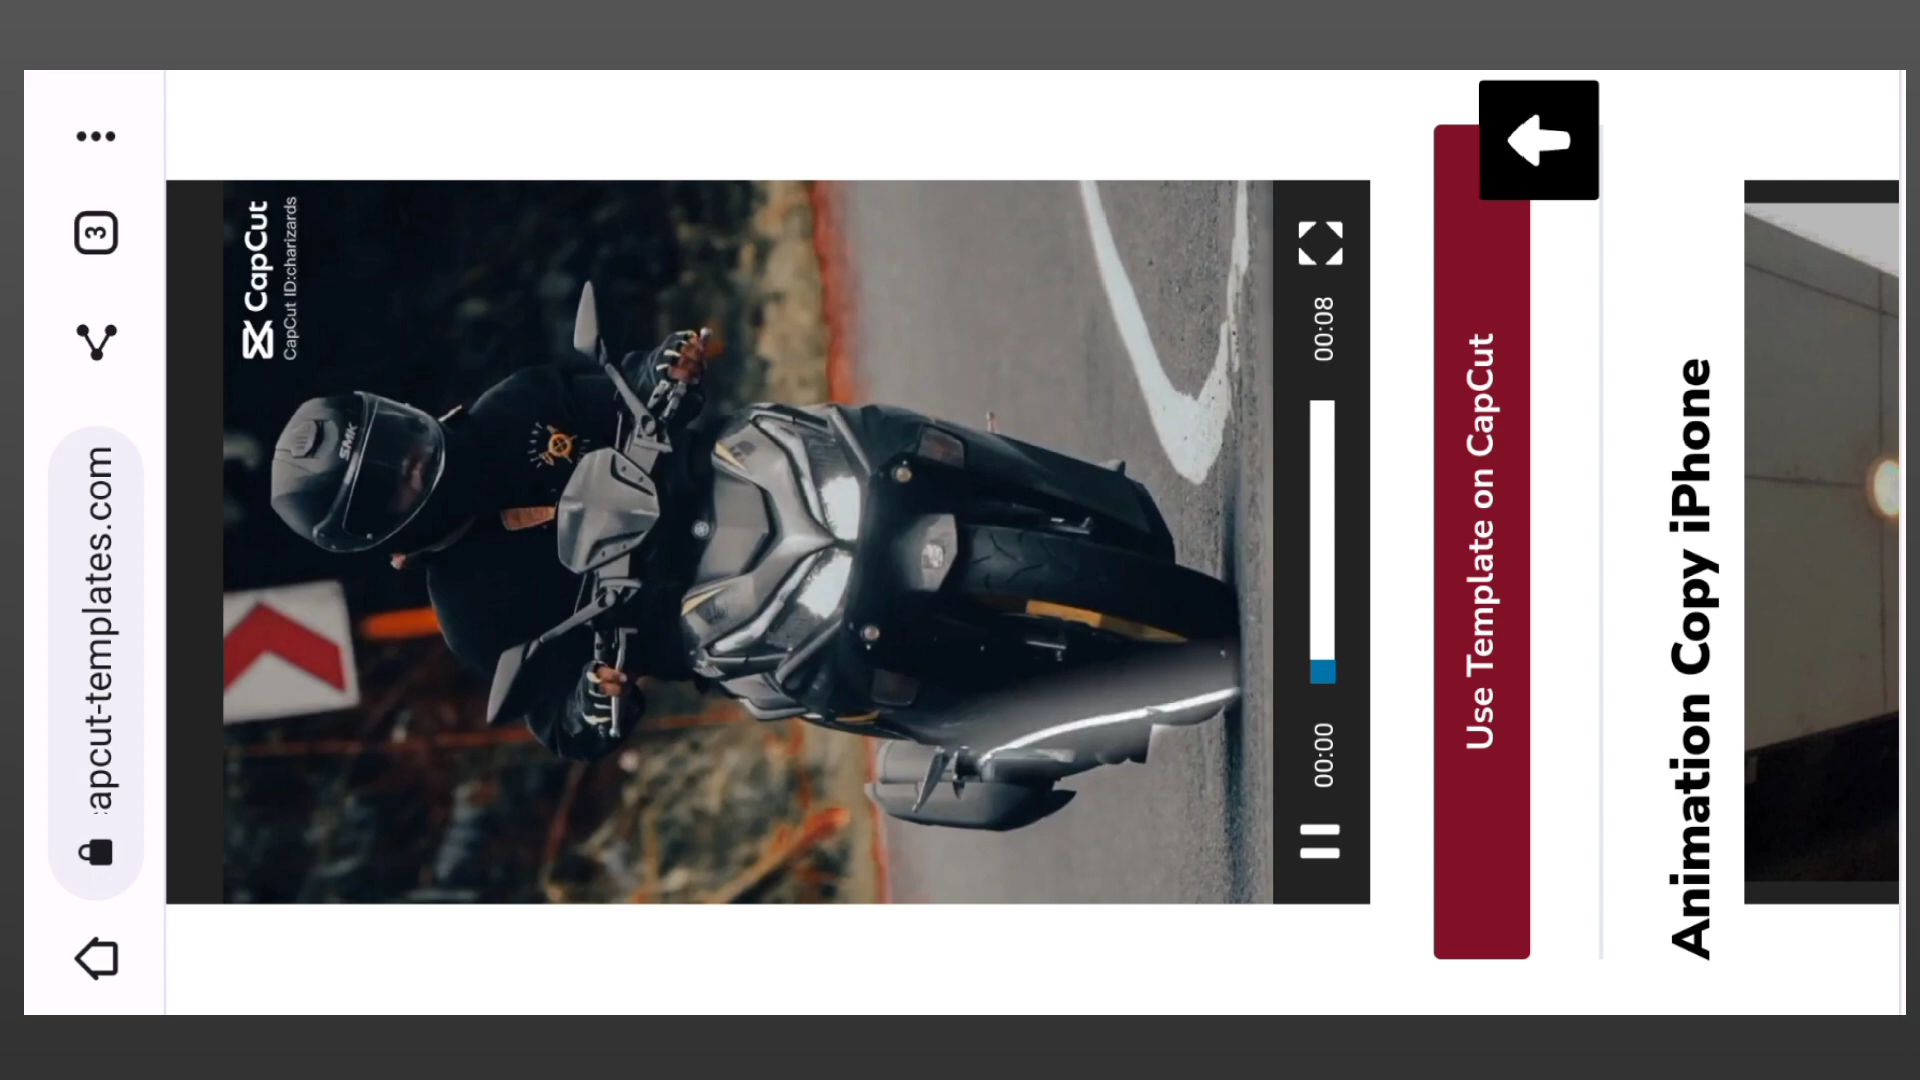 :apcut-templates.com
3
CapCut
CapCut ID:charizards
SMK
00:00
00:08
Use Template on CapCut
Animation Copy iPhone